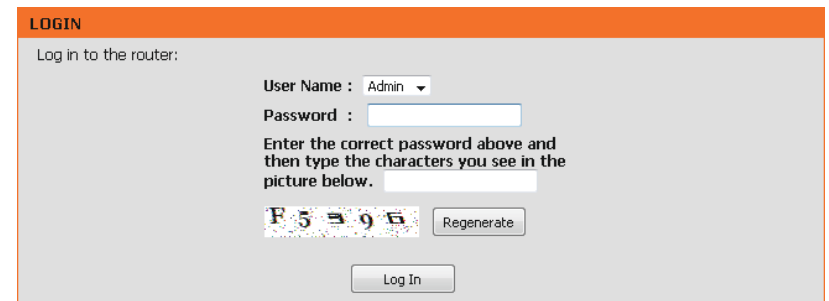 LOGIN
Log in to the router:
User Name : Admin
Password :
Enter the correct password above and
then type the characters you see in the
picture below.
Regenerate
Log In